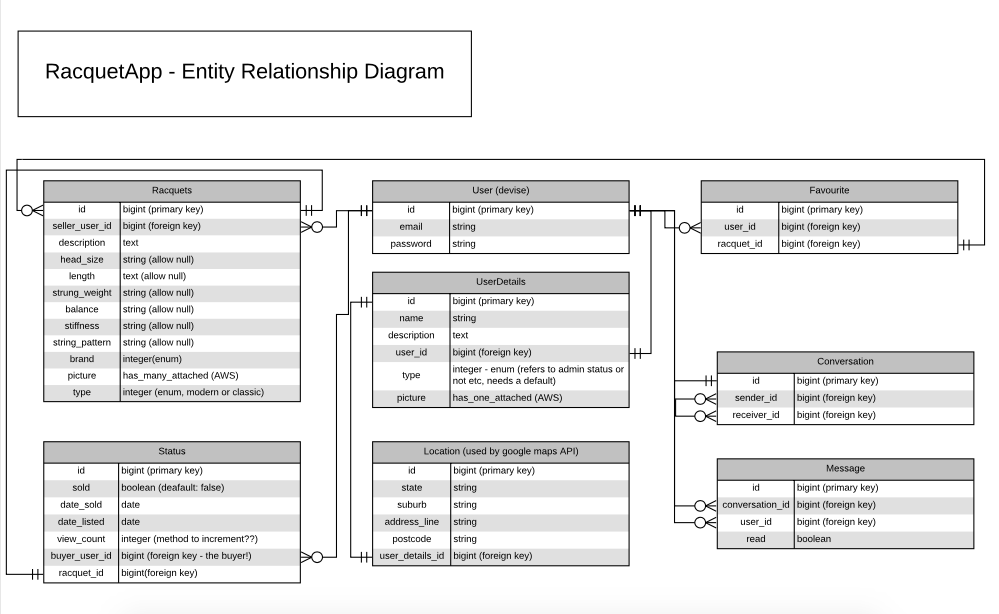 RacquetApp - Entity Relationship Diagram
Racquets
id bigint (primary key)
seller_user_id bigint (foreign key)
description text
head_size string (allow null)
length text (allow null)
strung_weight string (allow null)
balance string (allow null)
stiffness string (allow null)
string_pattern string (allow null)
brand integer(enum)
picture has_many_attached (AWS)
type integer (enum, modern or classic)
User (devise)
id bigint (primary key)
email string
password string
Favourite
id bigint (primary key)
user_id bigint (foreign key)
racquet_id bigint (foreign key)
UserDetails
id bigint (primary key)
name string
description text
user_id bigint (foreign key)
type integer - enum (refers to admin status or
not etc, needs a default)
picture has_one_attached (AWS)
Conversation
id bigint (primary key)
sender_id bigint (foreign key)
receiver_id bigint (foreign key)
Status
id bigint (primary key)
sold boolean (deafault: false)
date_sold date
date_listed date
view_count integer (method to increment??)
buyer_user_id bigint (foreign key - the buyer!)
racquet_id bigint(foreign key)
Location (used by google maps API)
id bigint (primary key)
state string
suburb string
address_line string
postcode string
user_details_id bigint (foreign key)
Message
id bigint (primary key)
conversation_id bigint (foreign key)
user_id bigint (foreign key)
read boolean